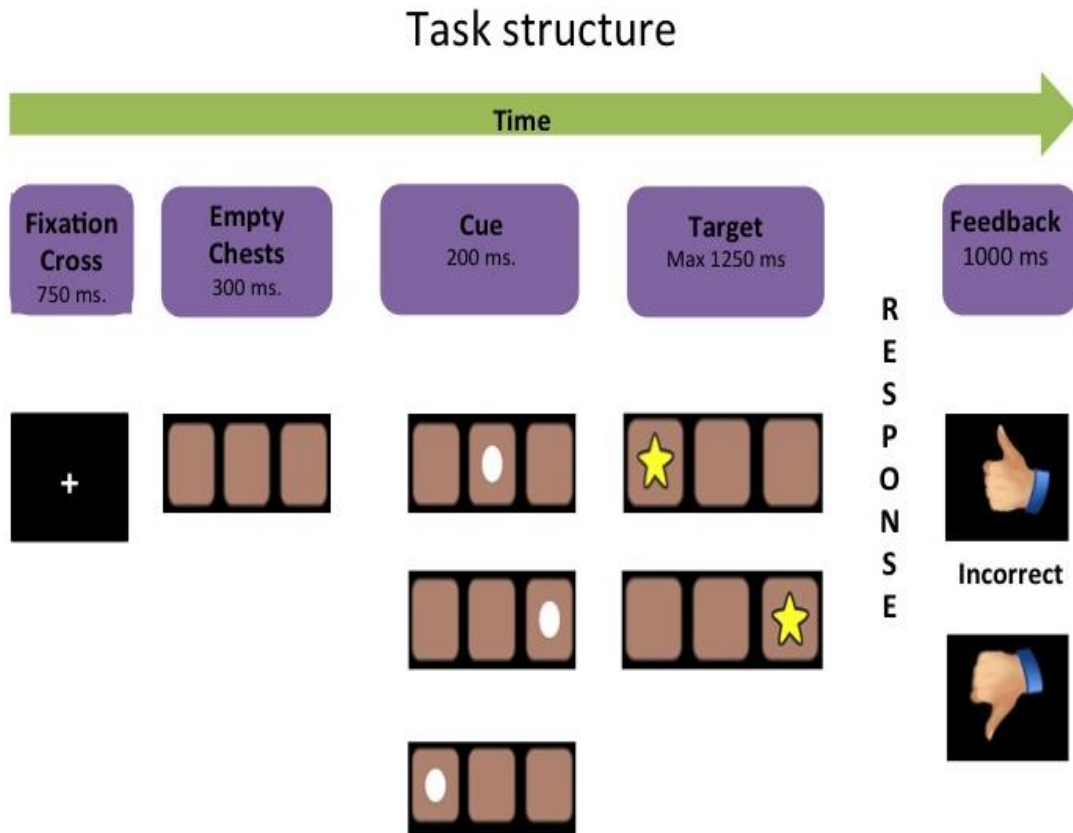 Task structure
Time
Fixation
Cross
750 ms.
Empty
Chests
300 ms.
Cue
200 ms.
Target
Max 1250 ms
R
E
S
P
O
N
S
E
Feedback
1000 ms
+
Incorrect